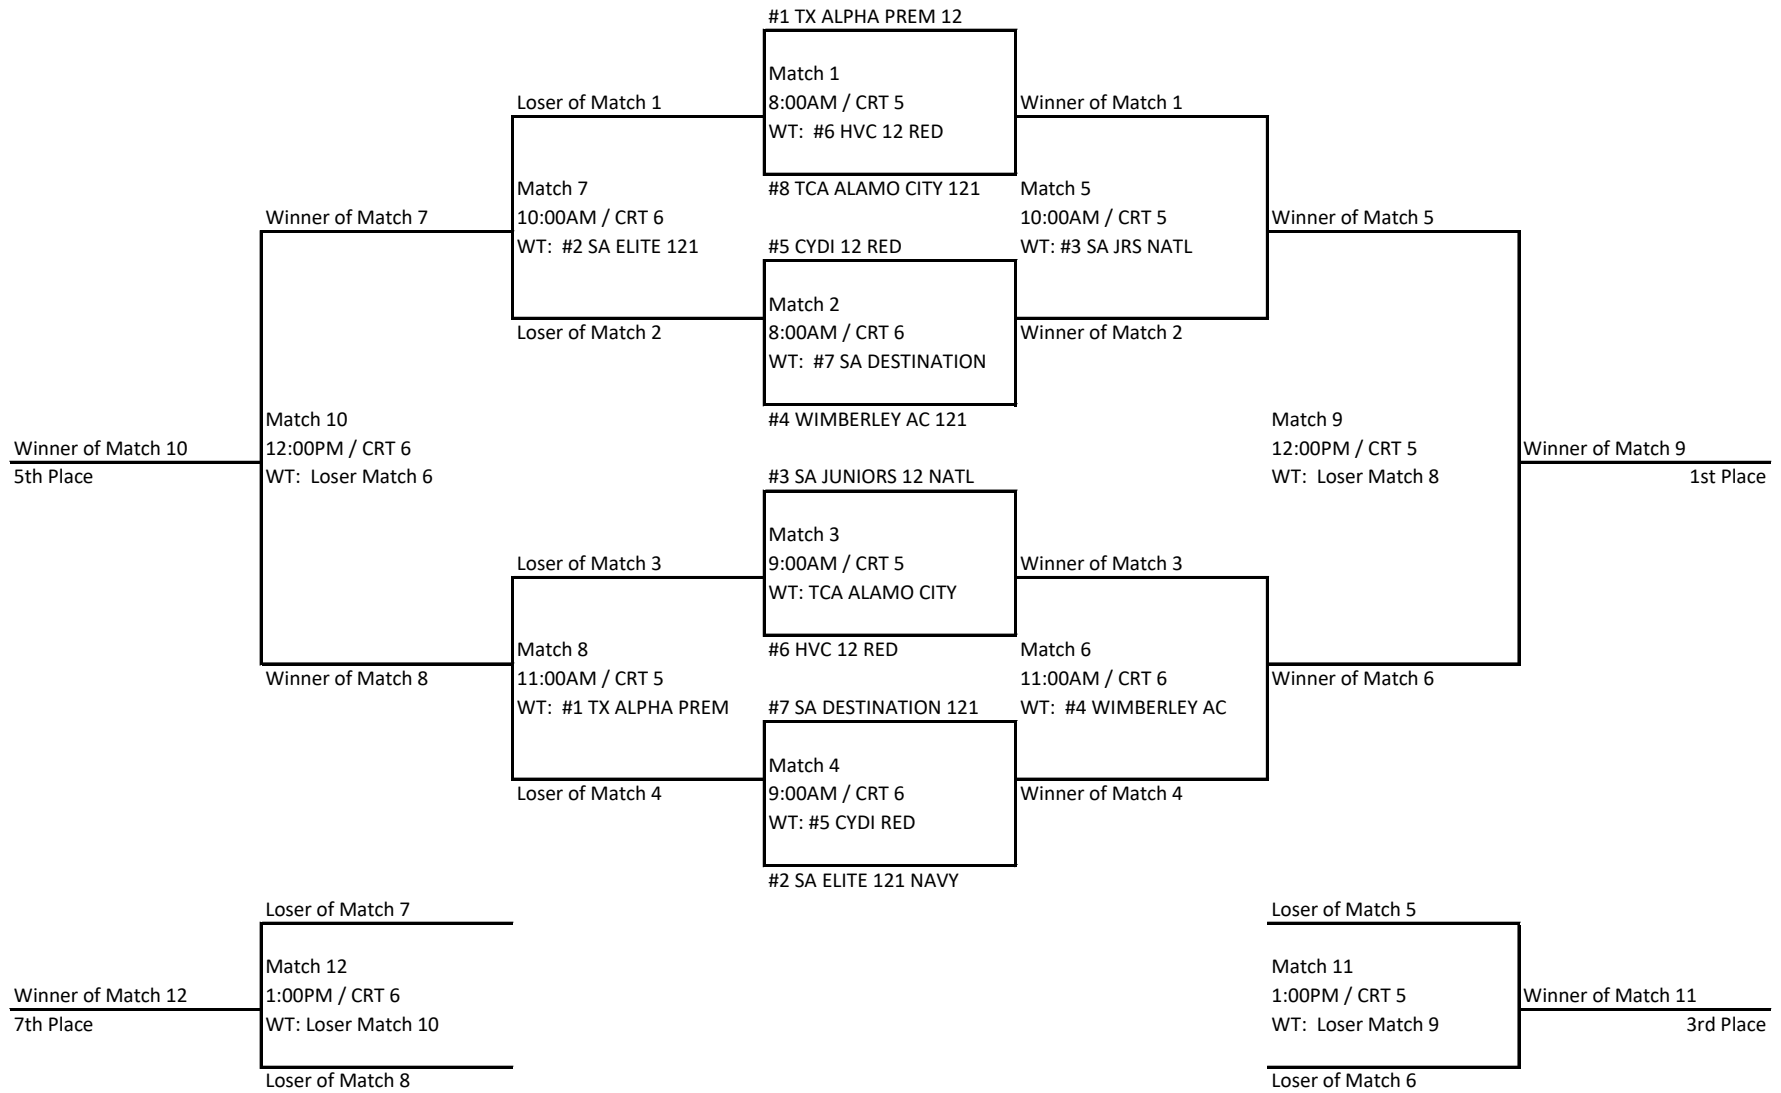 #1 TX ALPHA PREM 12
Match 1
Loser of Match 1
8:00AM / CRT 5
Winner of Match 1
WT:  #6 HVC 12 RED
Match 7
#8 TCA ALAMO CITY 121
Match 5
Winner of Match 7
10:00AM / CRT 6
10:00AM / CRT 5
Winner of Match 5
WT:  #2 SA ELITE 121
#5 CYDI 12 RED
WT: #3 SA JRS NATL
Match 2
Loser of Match 2
8:00AM / CRT 6
Winner of Match 2
WT:  #7 SA DESTINATION
Match 10
#4 WIMBERLEY AC 121
Match 9
Winner of Match 10
12:00PM / CRT 6
12:00PM / CRT 5
Winner of Match 9
5th Place
WT:  Loser Match 6
#3 SA JUNIORS 12 NATL
WT:  Loser Match 8
1st Place
Match 3
Loser of Match 3
9:00AM / CRT 5
Winner of Match 3
WT: TCA ALAMO CITY
Match 8
#6 HVC 12 RED
Match 6
Winner of Match 8
11:00AM / CRT 5
11:00AM / CRT 6
Winner of Match 6
WT:  #1 TX ALPHA PREM
#7 SA DESTINATION 121
WT:  #4 WIMBERLEY AC
Match 4
Loser of Match 4
9:00AM / CRT 6
Winner of Match 4
WT: #5 CYDI RED
#2 SA ELITE 121 NAVY
Loser of Match 7
Loser of Match 5
Match 12
Match 11
Winner of Match 12
1:00PM / CRT 6
1:00PM / CRT 5
Winner of Match 11
7th Place
WT: Loser Match 10
WT:  Loser Match 9
3rd Place
Loser of Match 8
Loser of Match 6